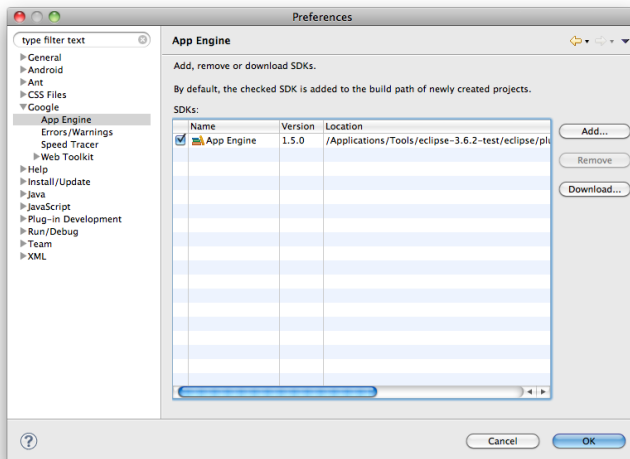 Preferences
type filter text
App Engine
General
Android
Ant
CSS Files
Google
App Engine
Errors/Warnings
Speed Tracer
Web Toolkit
Help
Install/Update
Java
JavaScript
Plug-in Development
Run/Debug
Team
XML
Add, remove or download SDKs.
By default, the checked SDK is added to the build path of newly created projects.
SDKs:
Name Version Location
App Engine 1.5.0 /Applications/Tools/eclipse-3.6.2-test/eclipse/plu
Add...
Remove
Download...
?
Cancel
OK